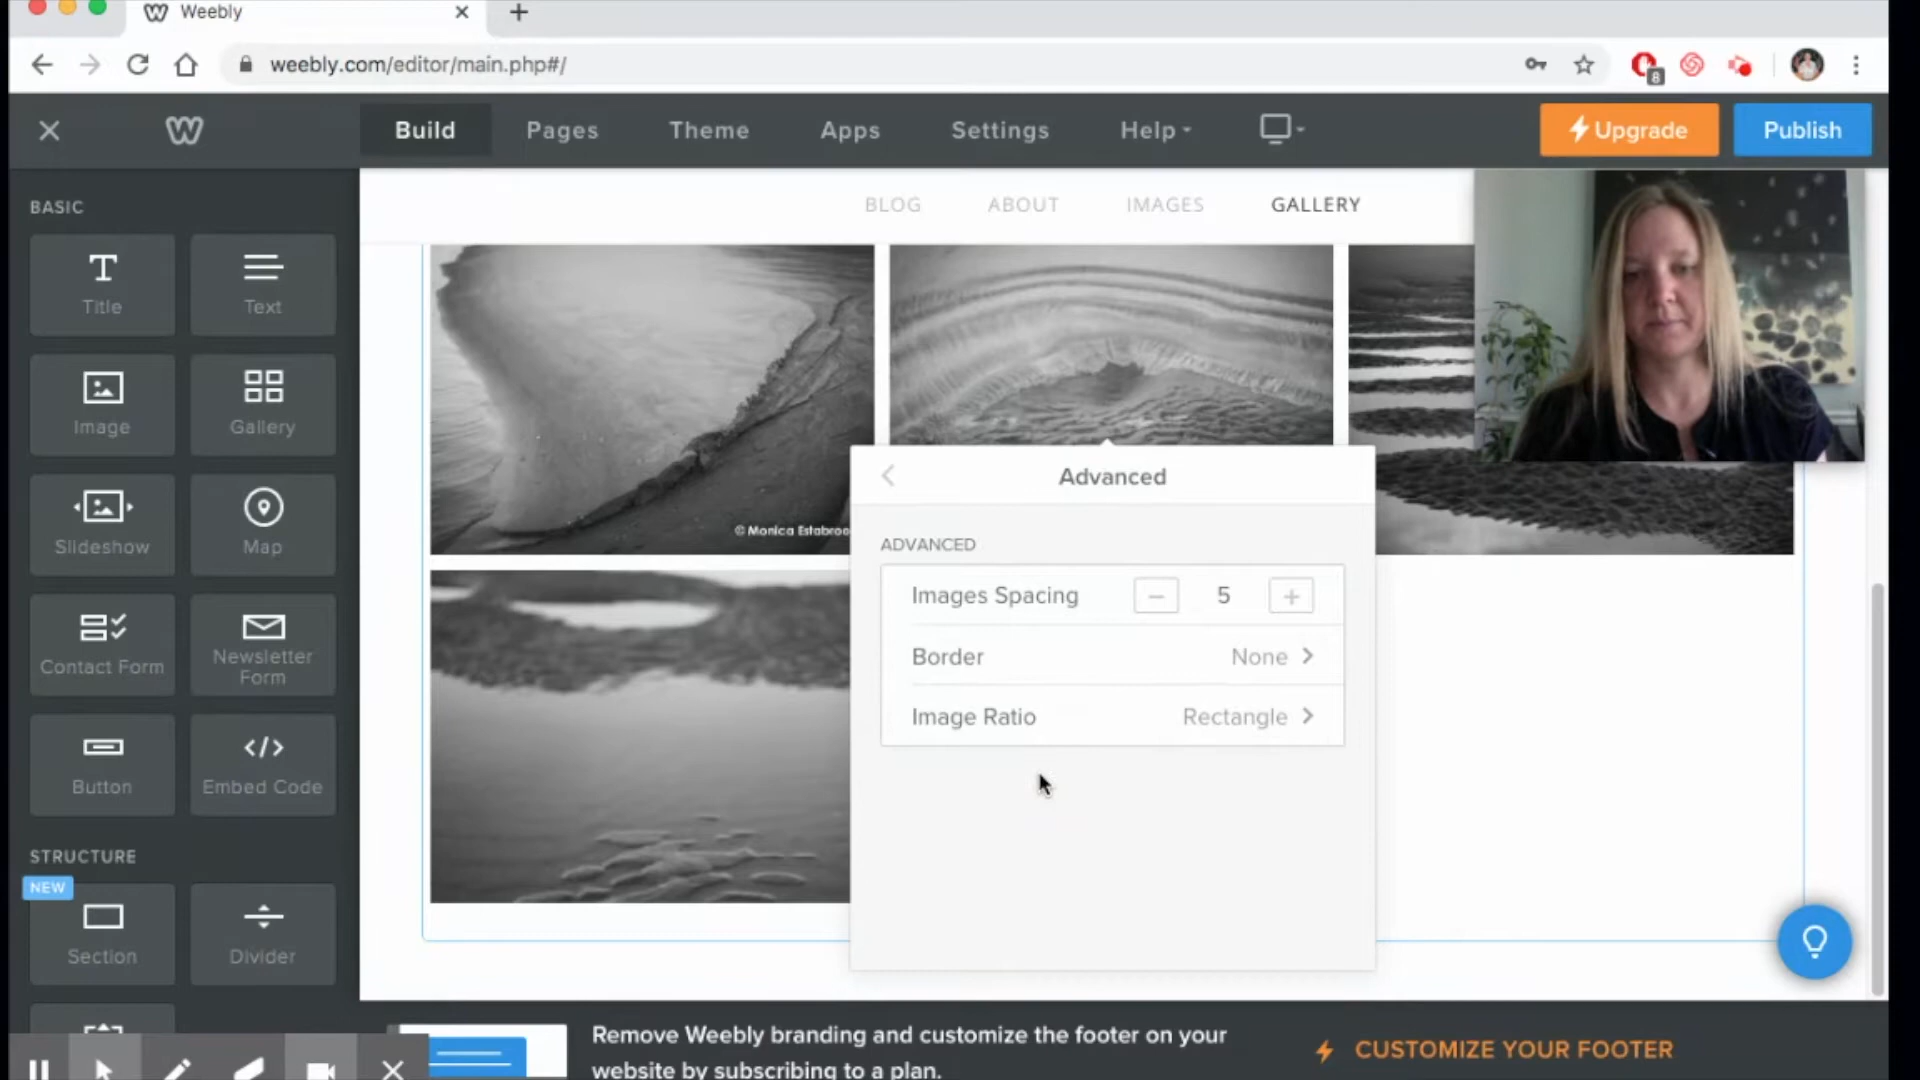 Weebly
weebly.com/editor/main.php#/
8
Build
Pages
Theme
Apps
Settings
Help
Upgrade
Publish
BASIC
Title
Text
Image
Gallery
Slideshow
Map
Contact Form
Newsletter
Form
Button
Embed Code
STRUCTURE
NEW
Section
Divider
BLOG
ABOUT
IMAGES
GALLERY
© Monica
Advanced
ADVANCED
Images Spacing
5
Border
None
Image Ratio
Rectangle
Remove Weebly branding and customize the footer on your
website by subscribing to a plan.
CUSTOMIZE YOUR FOOTER